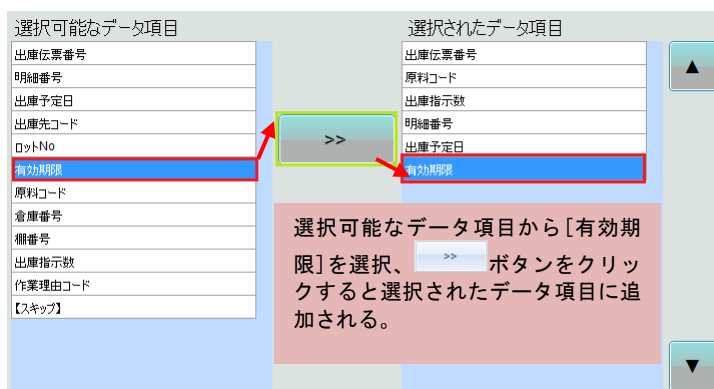 選択可能なデータ項目
出庫伝票番号
明細番号
出庫予定日
出庫先コード
ロットNo
有効期限
原料コード
倉庫番号
棚番号
出庫指示数
作業理由コード
【スキップ】
>>
選択されたデータ項目
出庫伝票番号
原料コード
出庫指示数
明細番号
出庫予定日
有効期限
▲
▼
選択可能なデータ項目から[有効期
限]を選択、 >> ボタンをクリッ
クすると選択されたデータ項目に追
加される。